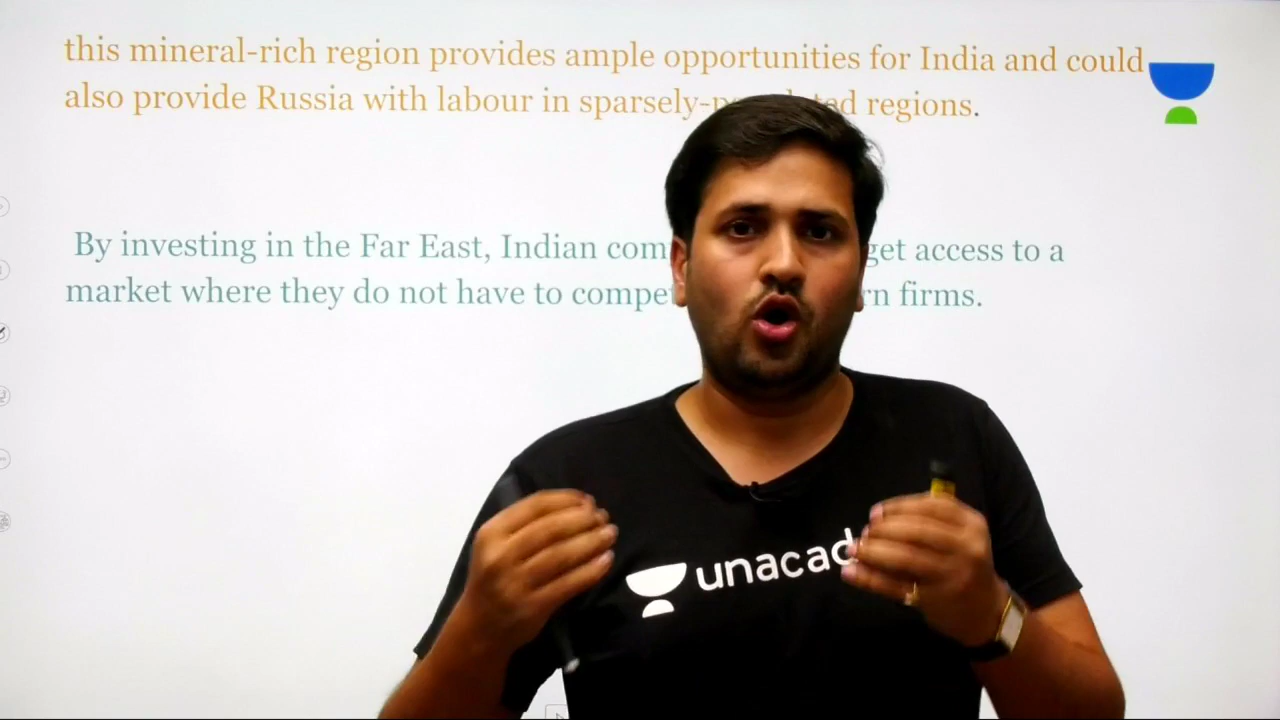 this mineral-rich region provides ample opportunities for India and could
also provide Russia with labour in sparsely- regions.
By investing in the Far East, Indian get access to a
market where they do not have to firms.
unacad